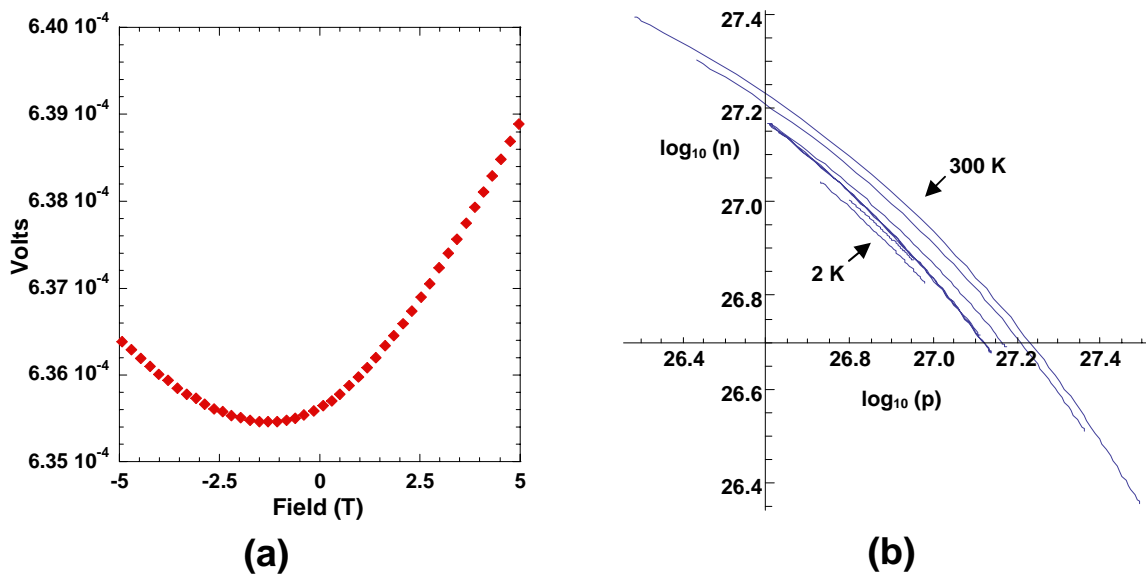 6.40 10-4
6.39 10-4
6.38 10-4
6.37 10-4
6.36 10-4
6.35 10-4
Volts
-5 -2.5 0 2.5 5
Field (T)
(a)
27.4
27.2
27.0
26.8
26.6
26.4
log10 (n)
300 K
2 K
26.4 26.8 27.0 27.2 27.4
log10 (p)
(b)